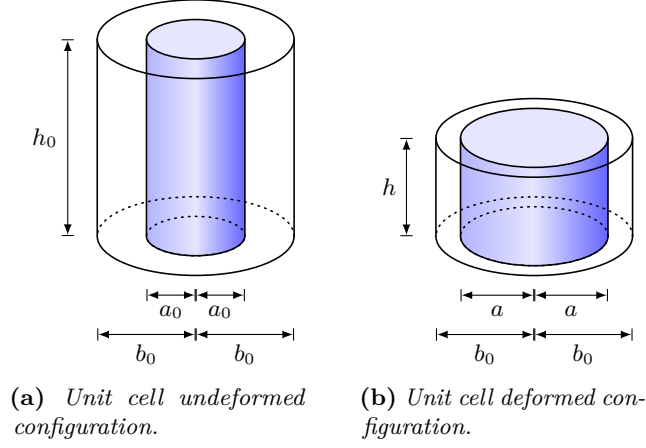 h₀
h
a₀ a₀
a a
b₀ b₀
b₀ b₀
(a) Unit cell undeformed
configuration.
(b) Unit cell deformed con-
figuration.